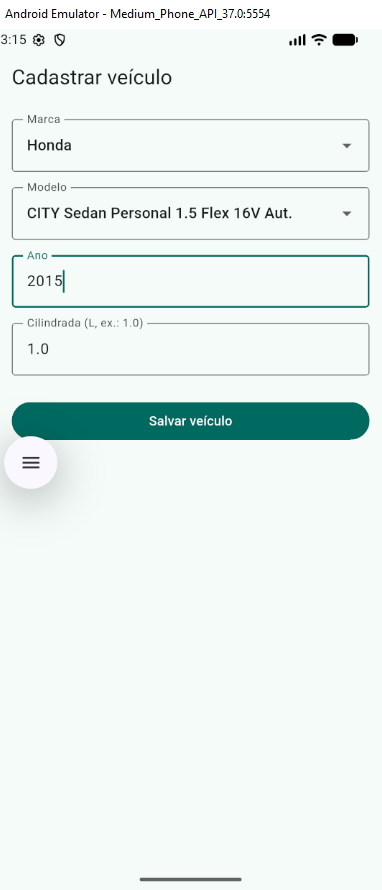 Android Emulator - Medium_Phone_API_37.0:5554
3:15
Cadastrar veículo
Marca
Honda
Modelo
CITY Sedan Personal 1.5 Flex 16V Aut.
Ano
2015
Cilindrada (L, ex.: 1.0)
1.0
Salvar veículo